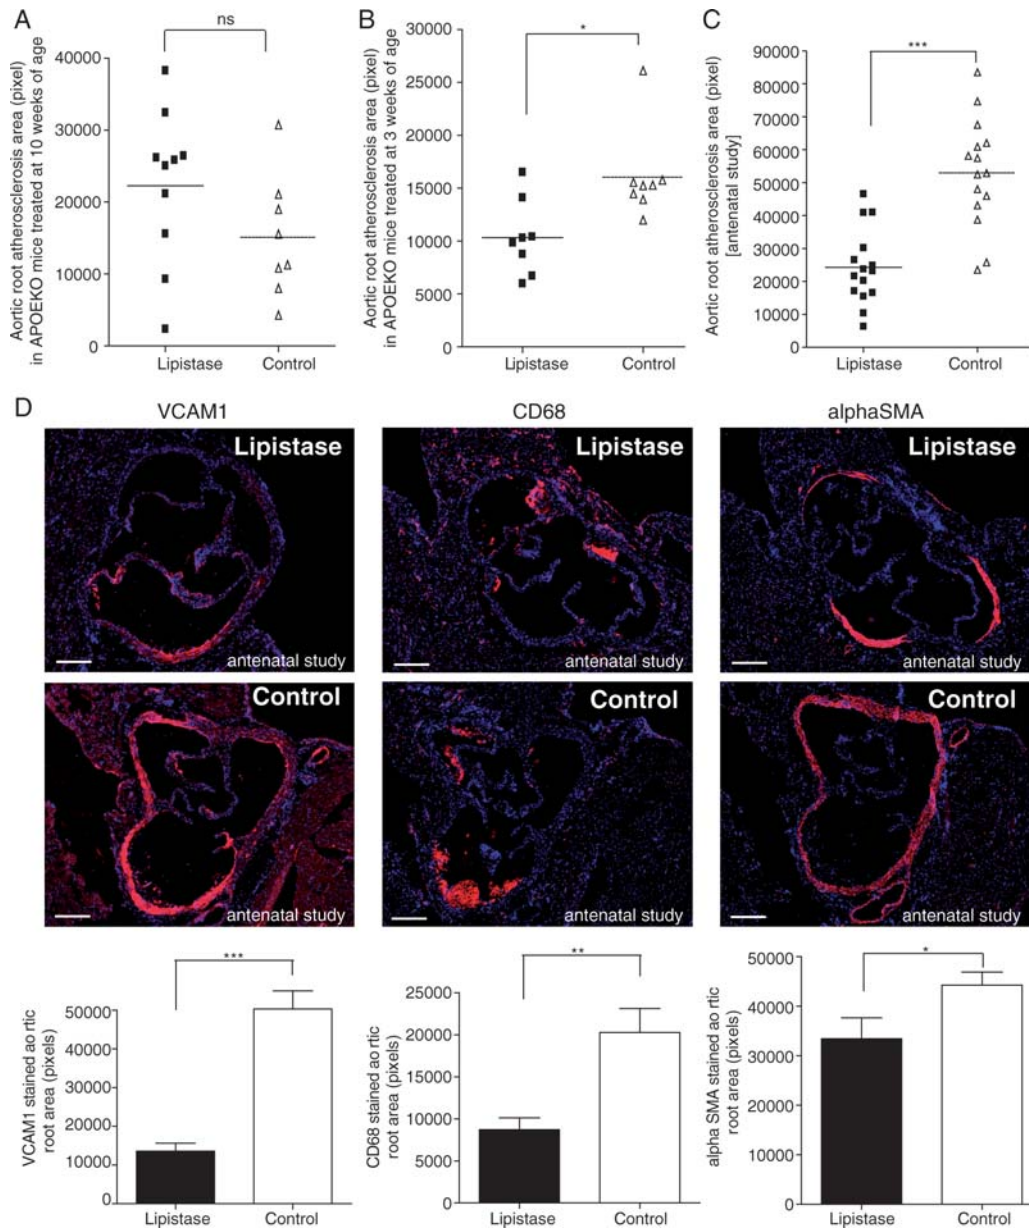 A
ns
Aortic root atherosclerosis area (pixel)
in APOEKO mice treated at 10 weeks of age
40000
30000
20000
10000
0
Lipistase
Control
B
*
Aortic root atherosclerosis area (pixel)
in APOEKO mice treated at 3 weeks of age
30000
25000
20000
15000
10000
5000
0
Lipistase
Control
C
***
Aortic root atherosclerosis area (pixel)
[antenatal study]
90000
80000
70000
60000
50000
40000
30000
20000
10000
0
Lipistase
Control
D
VCAM1
CD68
alphaSMA
Lipistase
antenatal study
Lipistase
antenatal study
Lipistase
antenatal study
Control
antenatal study
Control
antenatal study
Control
antenatal study
***
VCAM1 stained ao rtic
root area (pixels)
50000
40000
30000
20000
10000
0
Lipistase
Control
**
CD68 stained ao rtic
root area (pixels)
25000
20000
15000
10000
5000
0
Lipistase
Control
*
alpha SMA stained ao rtic
root area (pixels)
50000
40000
30000
20000
10000
0
Lipistase
Control